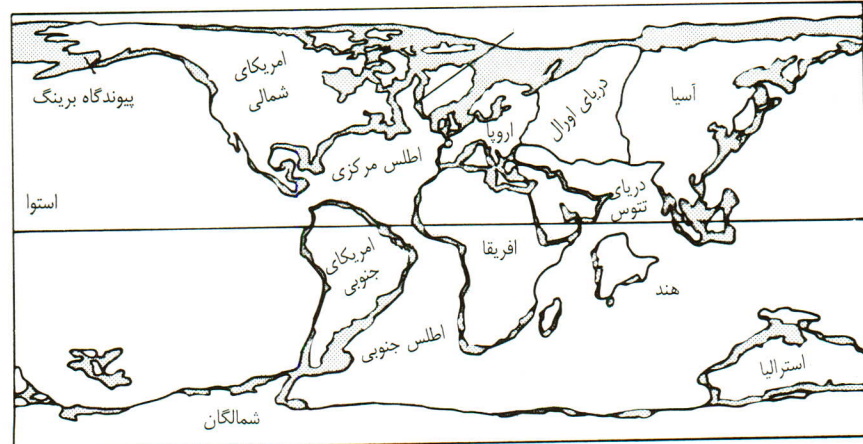 امریکای
شمالی
پیوندگاه برینگ
آسیا
دریای اورال
اروپا
اطلس مرکزی
دریای
تتوس
استوا
افریقا
امریکای
جنوبی
هند
اطلس جنوبی
استرالیا
شمالگان